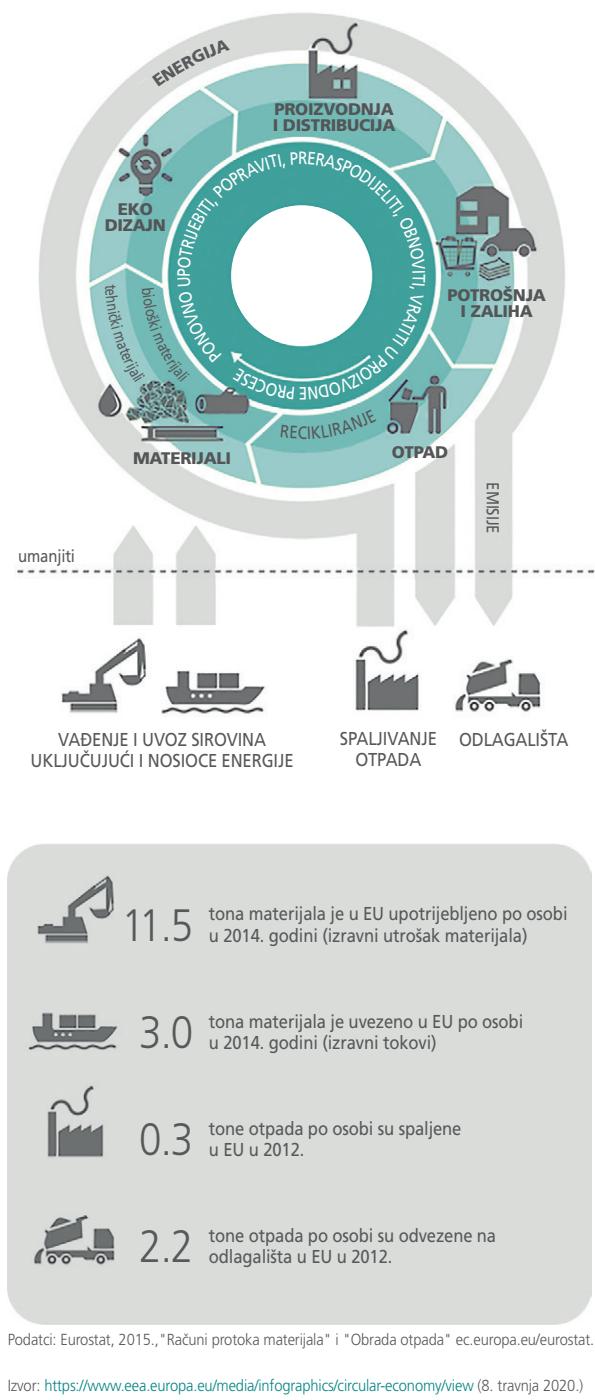 ENERGIJA
PROIZVODNJA
I DISTRIBUCIJA
PONOVNO UPOTRIJEBITI, POPRAVITI, PRERASPODIJELITI, OBNOVITI, VRATITI U PROIZVODNE PROCESE
EKO
DIZAJN
POTROŠNJA
I ZALIHA
tehnički materijali
biološki materijali
MATERIJALI
RECIKLIRANJE
OTPAD
EMISIJE
umanjiti
VAĐENJE I UVOZ SIROVINA
UKLJUČUJUĆI I NOSIOCE ENERGIJE
SPALJIVANJE
OTPADA
ODLAGALIŠTA
11.5
tona materijala je u EU upotrijebljeno po osobi
u 2014. godini (izravni utrošak materijala)
3.0
tona materijala je uvezeno u EU po osobi
u 2014. godini (izravni tokovi)
0.3
tone otpada po osobi su spaljene
u EU u 2012.
2.2
tone otpada po osobi su odvezene na
odlagališta u EU u 2012.
Podatci: Eurostat, 2015.,"Računi protoka materijala" i "Obrada otpada" ec.europa.eu/eurostat.
Izvor: https://www.eea.europa.eu/media/infographics/circular-economy/view (8. travnja 2020.)